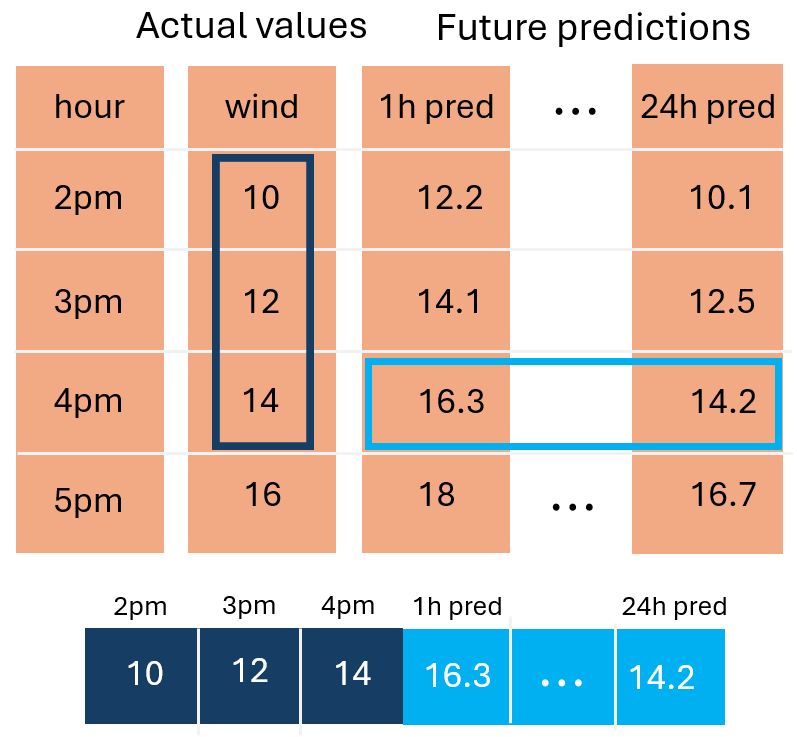 Actual values Future predictions
hour wind 1h pred ... 24h pred
2pm 10 12.2 10.1
3pm 12 14.1 12.5
4pm 14 16.3 14.2
5pm 16 18 ... 16.7
2pm 3pm 4pm 1h pred 24h pred
10 12 14 16.3 ... 14.2